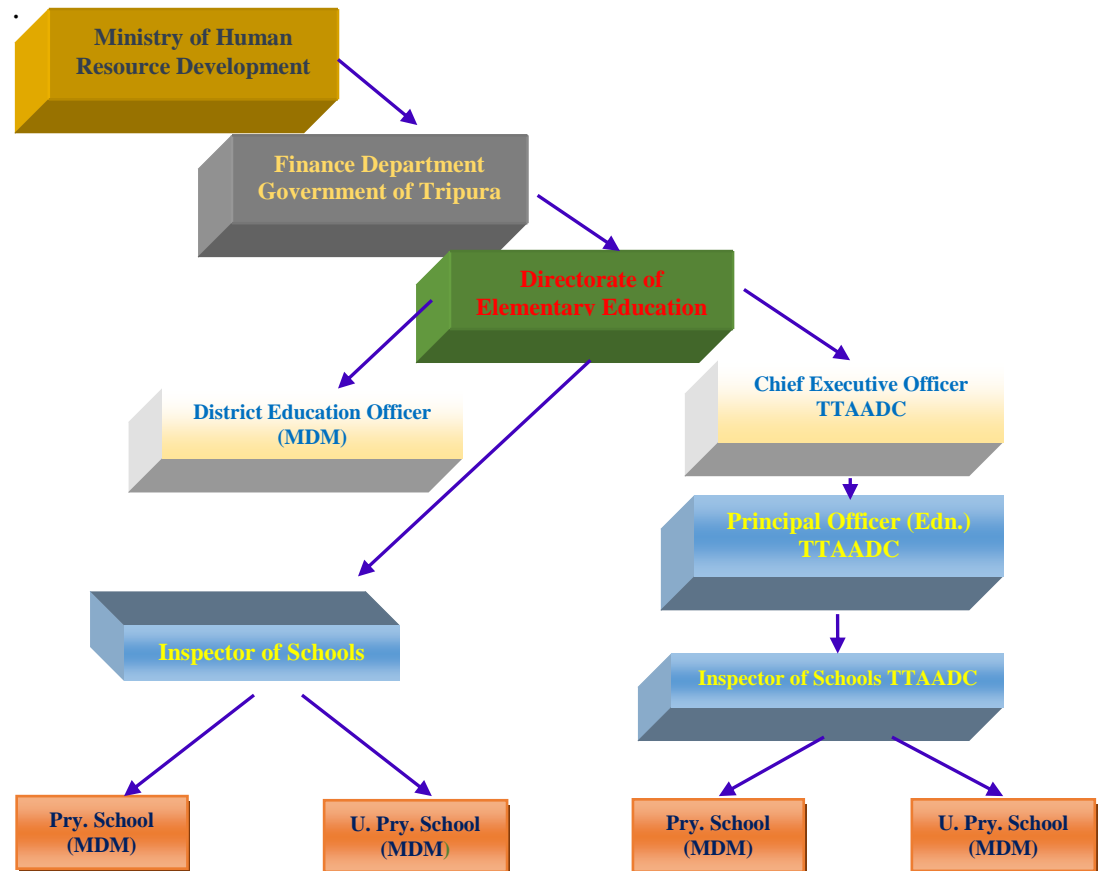 .
Ministry of Human
Resource Development
Finance Department
Government of Tripura
Directorate of
Elementary Education
Chief Executive Officer
TTAADC
District Education Officer
(MDM)
Principal Officer (Edn.)
TTAADC
Inspector of Schools
Inspector of Schools TTAADC
Pry. School
(MDM)
U. Pry. School
(MDM)
Pry. School
(MDM)
U. Pry. School
(MDM)